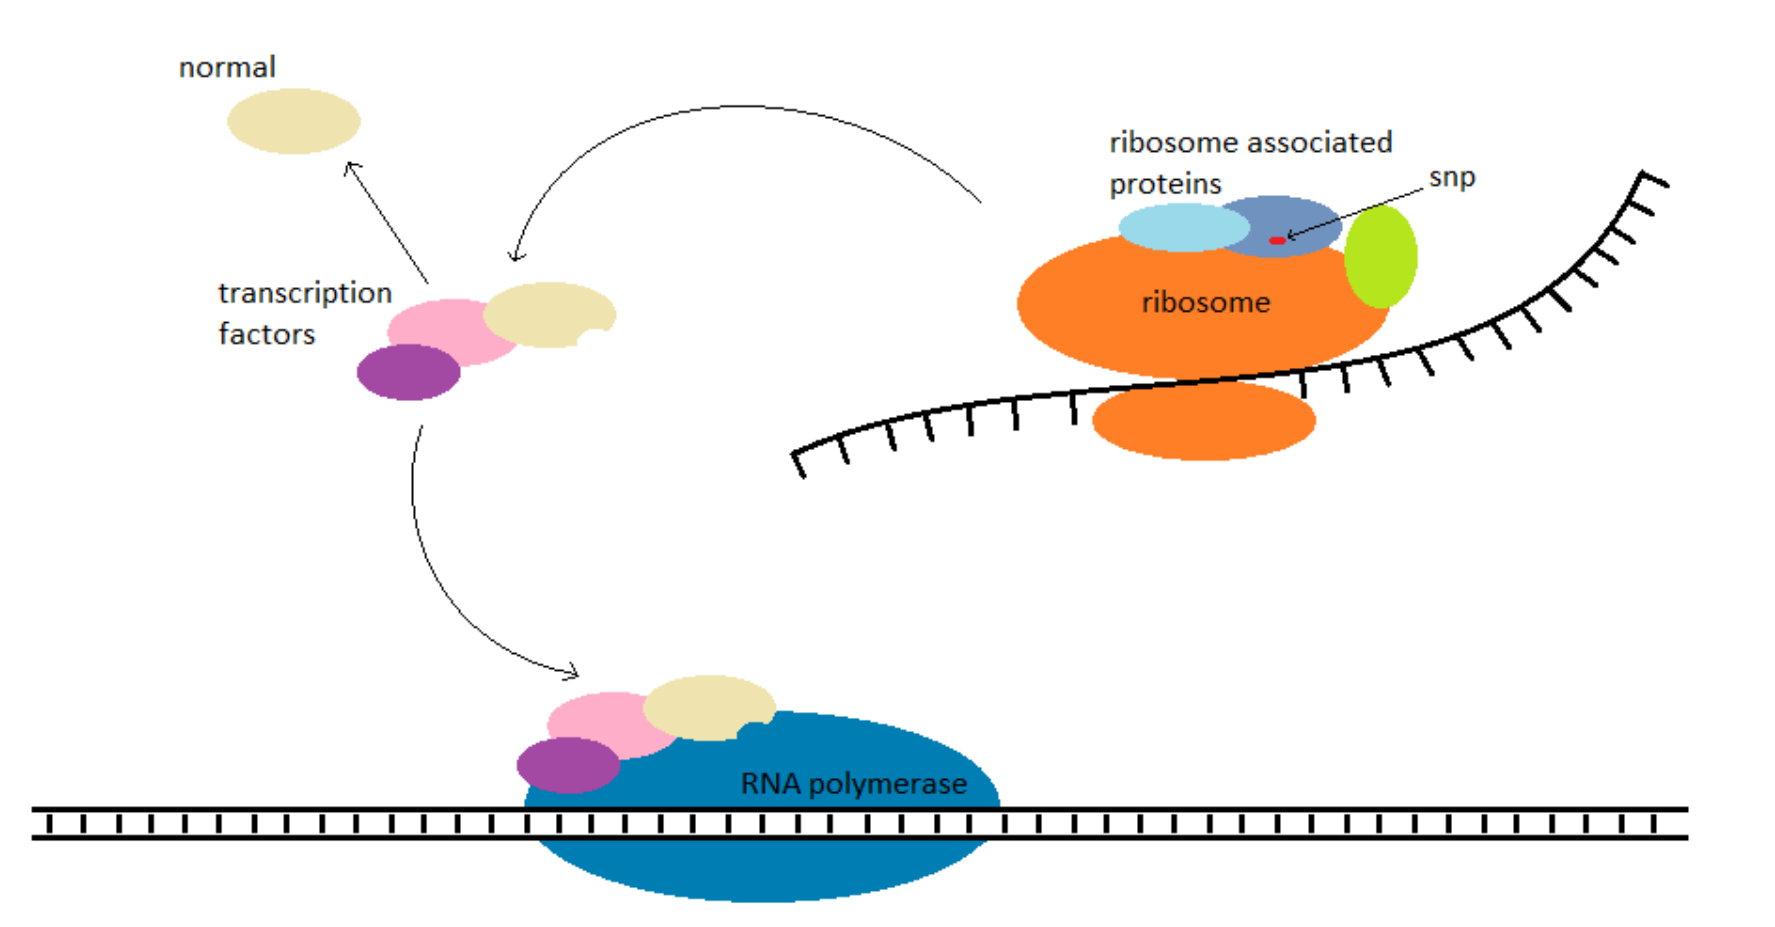 normal
ribosome associated
proteins
snp
transcription
factors
ribosome
RNA polymerase